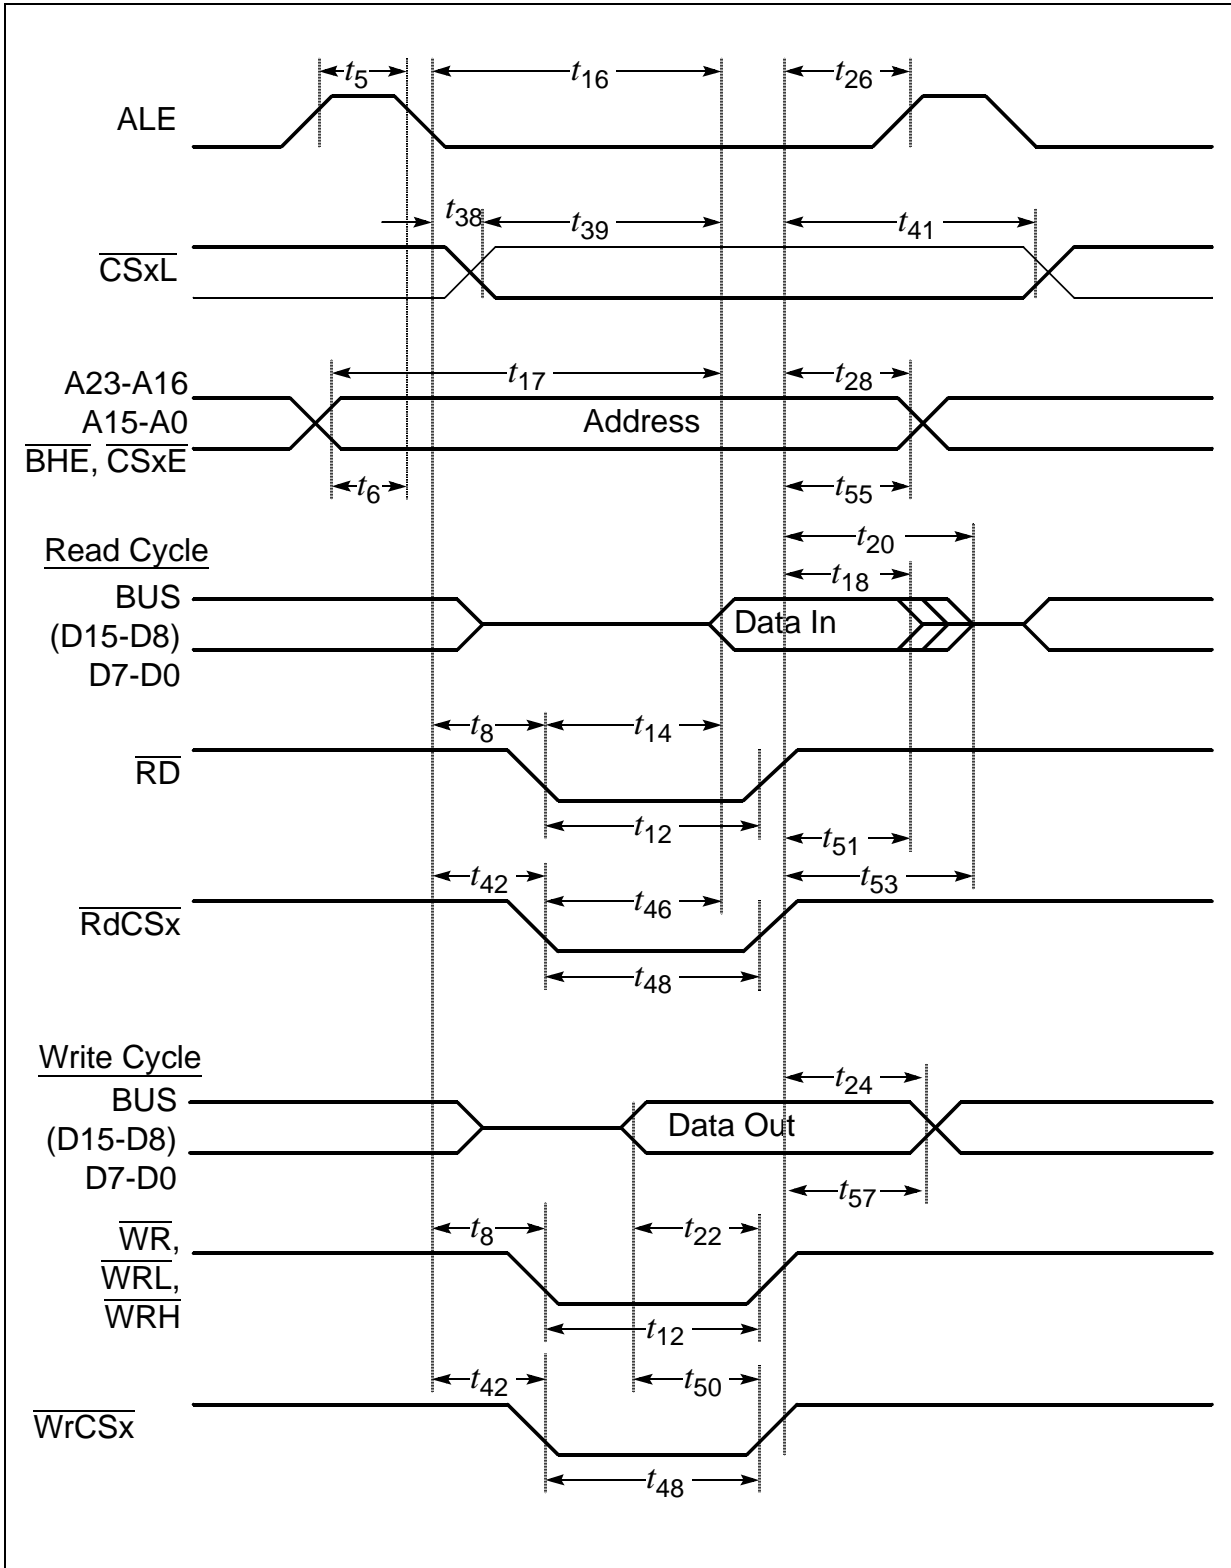 t5 t16 t26
ALE
t38 t39 t41
CSxL
t17 t28
A23-A16
A15-A0 Address
BHE, CSxE
t6 t55
t20
Read Cycle
t18
BUS
(D15-D8) Data In
D7-D0
t8 t14
RD
t12 t51
t42 t46 t53
RdCSx
t48
Write Cycle
t24
BUS
(D15-D8) Data Out
D7-D0
t57
t8 t22
WR,
WRL,
WRH
t12
t42 t50
WrCSx
t48